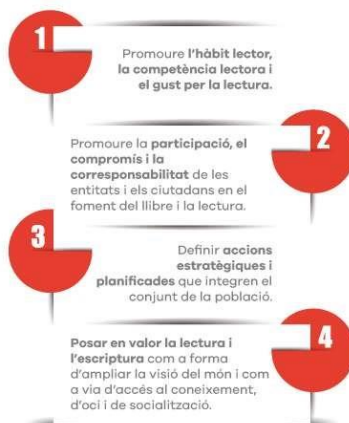 1
Promoure l'hàbit lector,
la competència lectora i
el gust per la lectura.
2
Promoure la participació, el
compromís i la
corresponsabilitat de les
entitats i els ciutadans en el
foment del llibre i la lectura.
3
Definir accions
estratègiques i
planificades que integren el
conjunt de la població.
4
Posar en valor la lectura i
l'escriptura com a forma
d'ampliar la visió del món i com
a via d'accés al coneixement,
d'oci i de socialització.